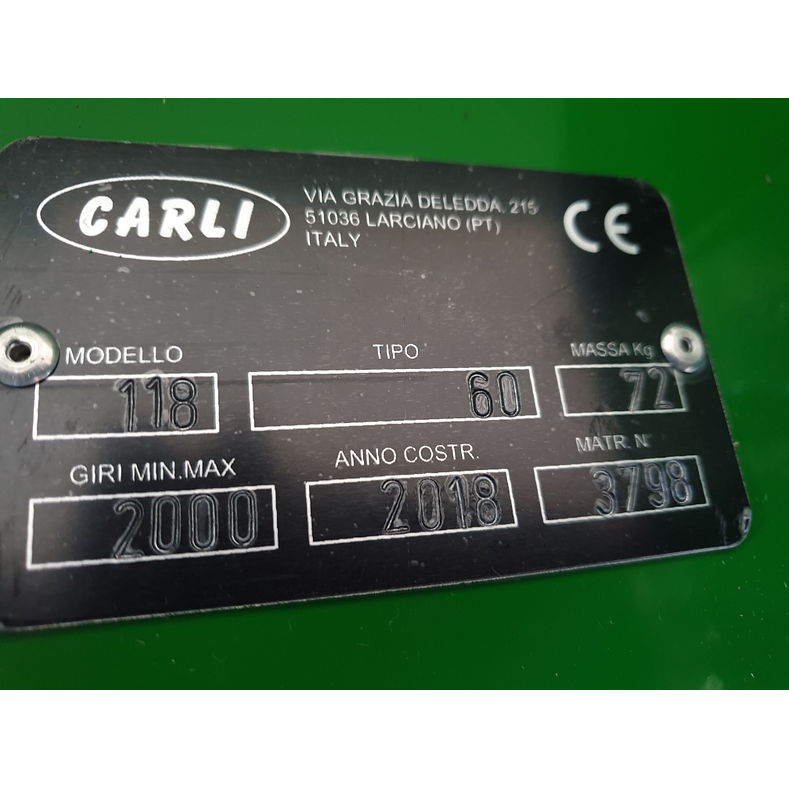 CARLI
VIA GRAZIA DELEDDA, 215
51036 LARCIANO (PT)
ITALY
CE
MODELLO TIPO MASSA Kg
118 60 72
GIRI MIN.MAX ANNO COSTR. MATR. N°
2000 2018 3798